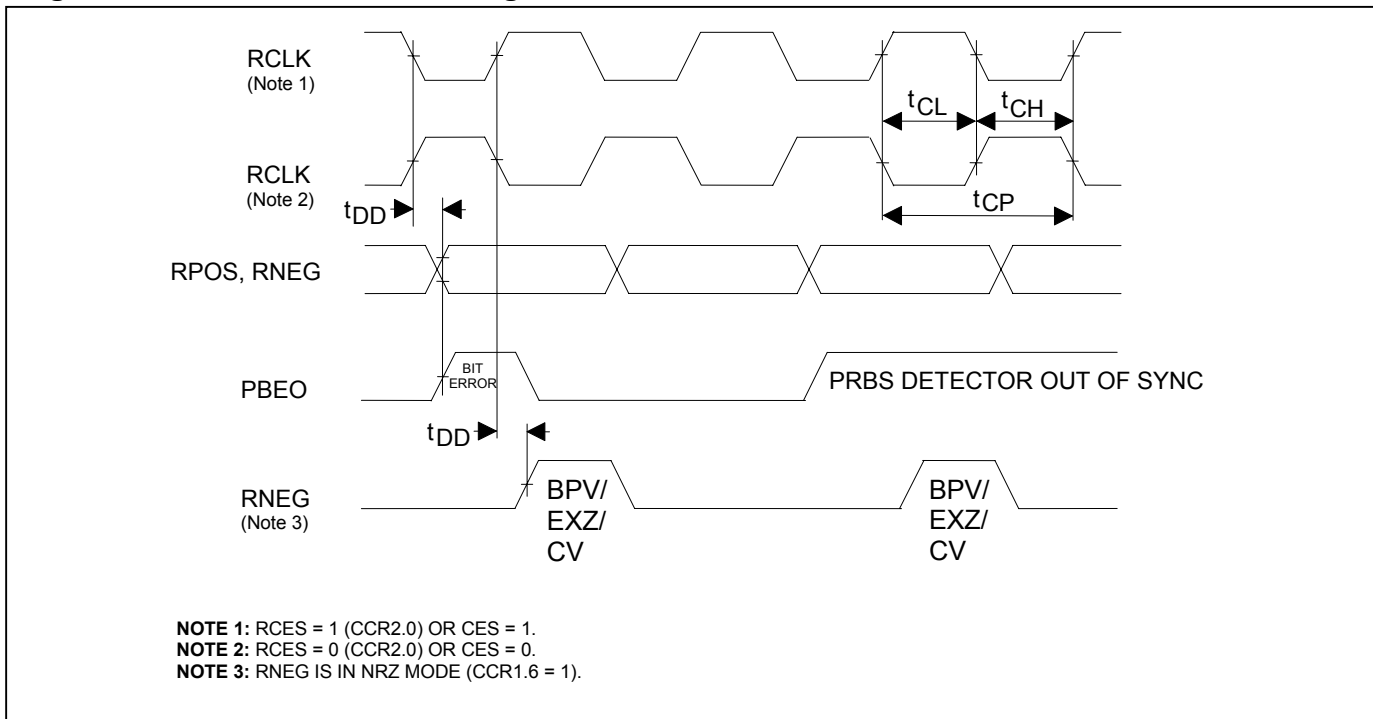 RCLK
(Note 1)
tCL
tCH
RCLK
(Note 2)
tDD
tCP
RPOS, RNEG
PBEO
BIT
ERROR
PRBS DETECTOR OUT OF SYNC
tDD
RNEG
(Note 3)
BPV/
EXZ/
CV
BPV/
EXZ/
CV
NOTE 1: RCES = 1 (CCR2.0) OR CES = 1.
NOTE 2: RCES = 0 (CCR2.0) OR CES = 0.
NOTE 3: RNEG IS IN NRZ MODE (CCR1.6 = 1).